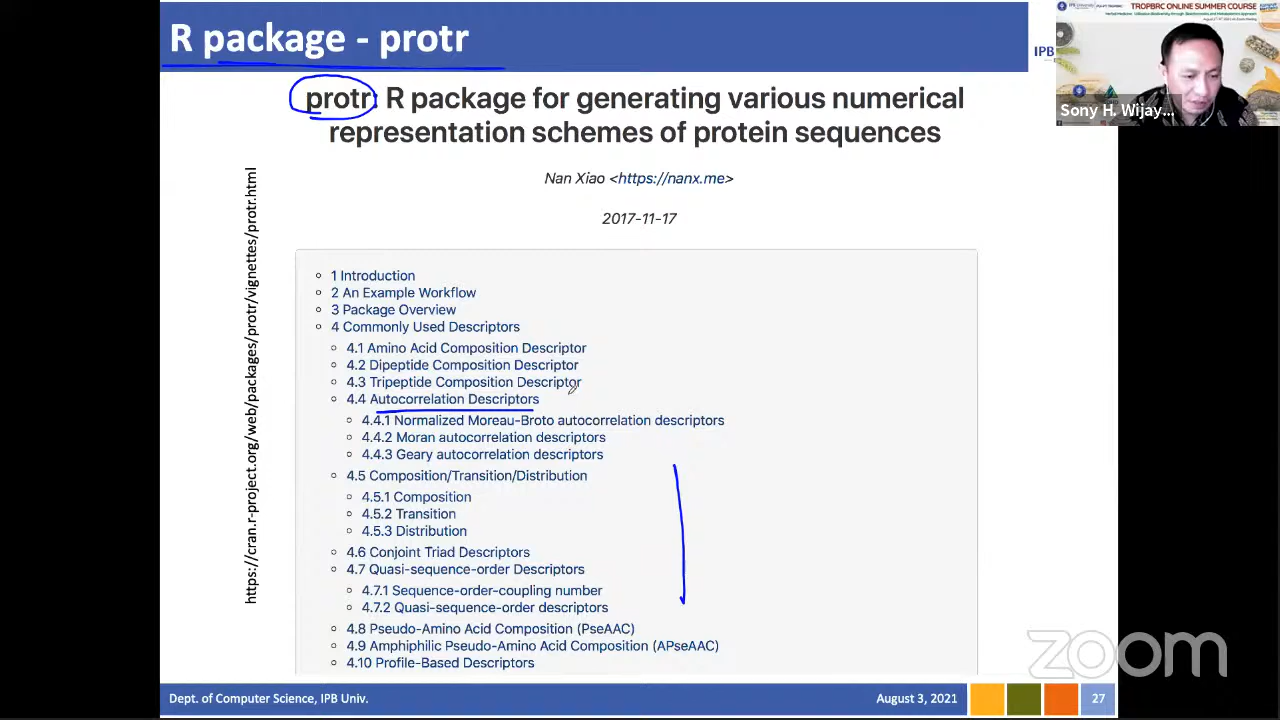 R package - protr
IPB
TROPBRC ONLINE SUMMER COURSE
Sony H. Wijay...
protr: R package for generating various numerical
representation schemes of protein sequences
Nan Xiao <https://nanx.me>
2017-11-17
https://cran.r-project.org/web/packages/protr/vignettes/protr.html
1 Introduction
2 An Example Workflow
3 Package Overview
4 Commonly Used Descriptors
4.1 Amino Acid Composition Descriptor
4.2 Dipeptide Composition Descriptor
4.3 Tripeptide Composition Descriptor
4.4 Autocorrelation Descriptors
4.4.1 Normalized Moreau-Broto autocorrelation descriptors
4.4.2 Moran autocorrelation descriptors
4.4.3 Geary autocorrelation descriptors
4.5 Composition/Transition/Distribution
4.5.1 Composition
4.5.2 Transition
4.5.3 Distribution
4.6 Conjoint Triad Descriptors
4.7 Quasi-sequence-order Descriptors
4.7.1 Sequence-order-coupling number
4.7.2 Quasi-sequence-order descriptors
4.8 Pseudo-Amino Acid Composition (PseAAC)
4.9 Amphiphilic Pseudo-Amino Acid Composition (APseAAC)
4.10 Profile-Based Descriptors
zoom
Dept. of Computer Science, IPB Univ.
August 3, 2021
27